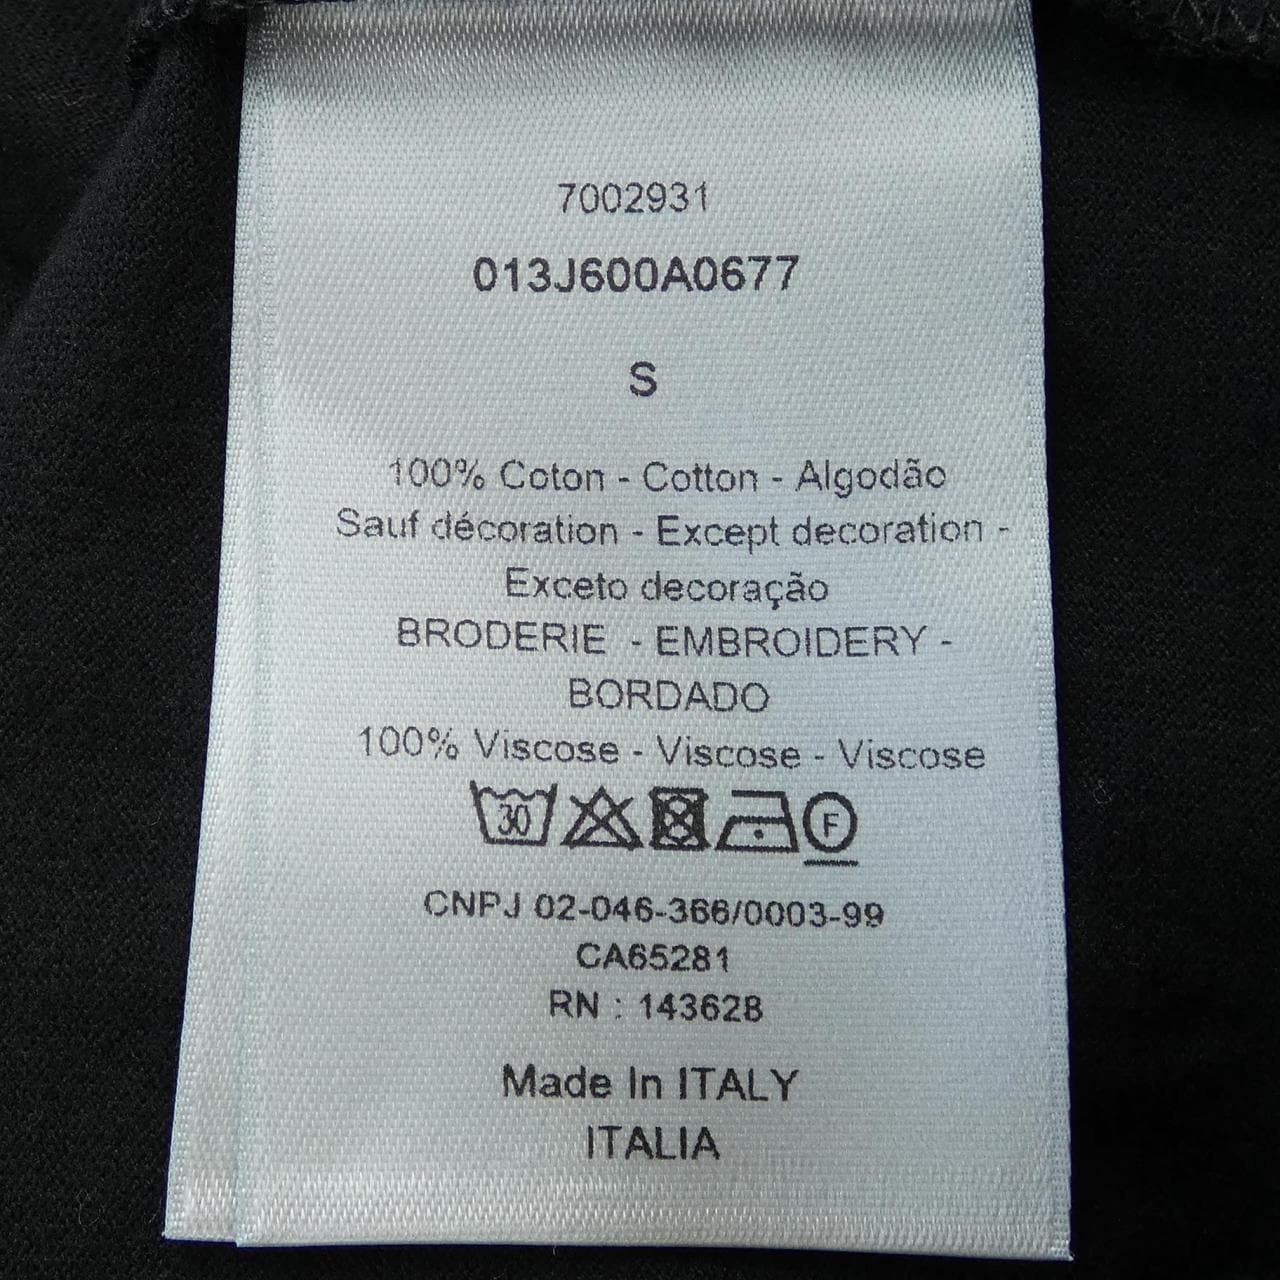 7002931
013J600A0677
S
100% Coton - Cotton - Algodão
Sauf décoration - Except decoration -
Exceto decoração
BRODERIE - EMBROIDERY -
BORDADO
100% Viscose - Viscose - Viscose
30 F
CNPJ 02-046-366/0003-99
CA65281
RN : 143628
Made In ITALY
ITALIA